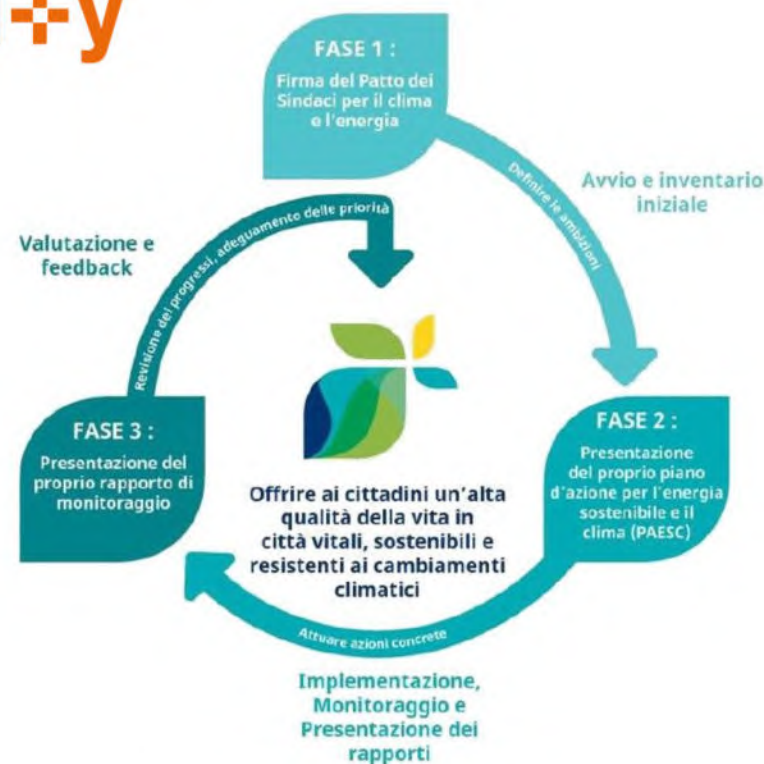 +y
FASE 1 :
Firma del Patto dei
Sindaci per il clima
e l'energia
Definire le ambizioni
Avvio e inventario
iniziale
FASE 2 :
Presentazione
del proprio piano
d'azione per l'energia
sostenibile e il
clima (PAESC)
Attuare azioni concrete
Implementazione,
Monitoraggio e
Presentazione dei
rapporti
FASE 3 :
Presentazione del
proprio rapporto di
monitoraggio
Revisione dei progressi, adeguamento delle priorità
Valutazione e
feedback
Offrire ai cittadini un'alta
qualità della vita in
città vitali, sostenibili e
resistenti ai cambiamenti
climatici